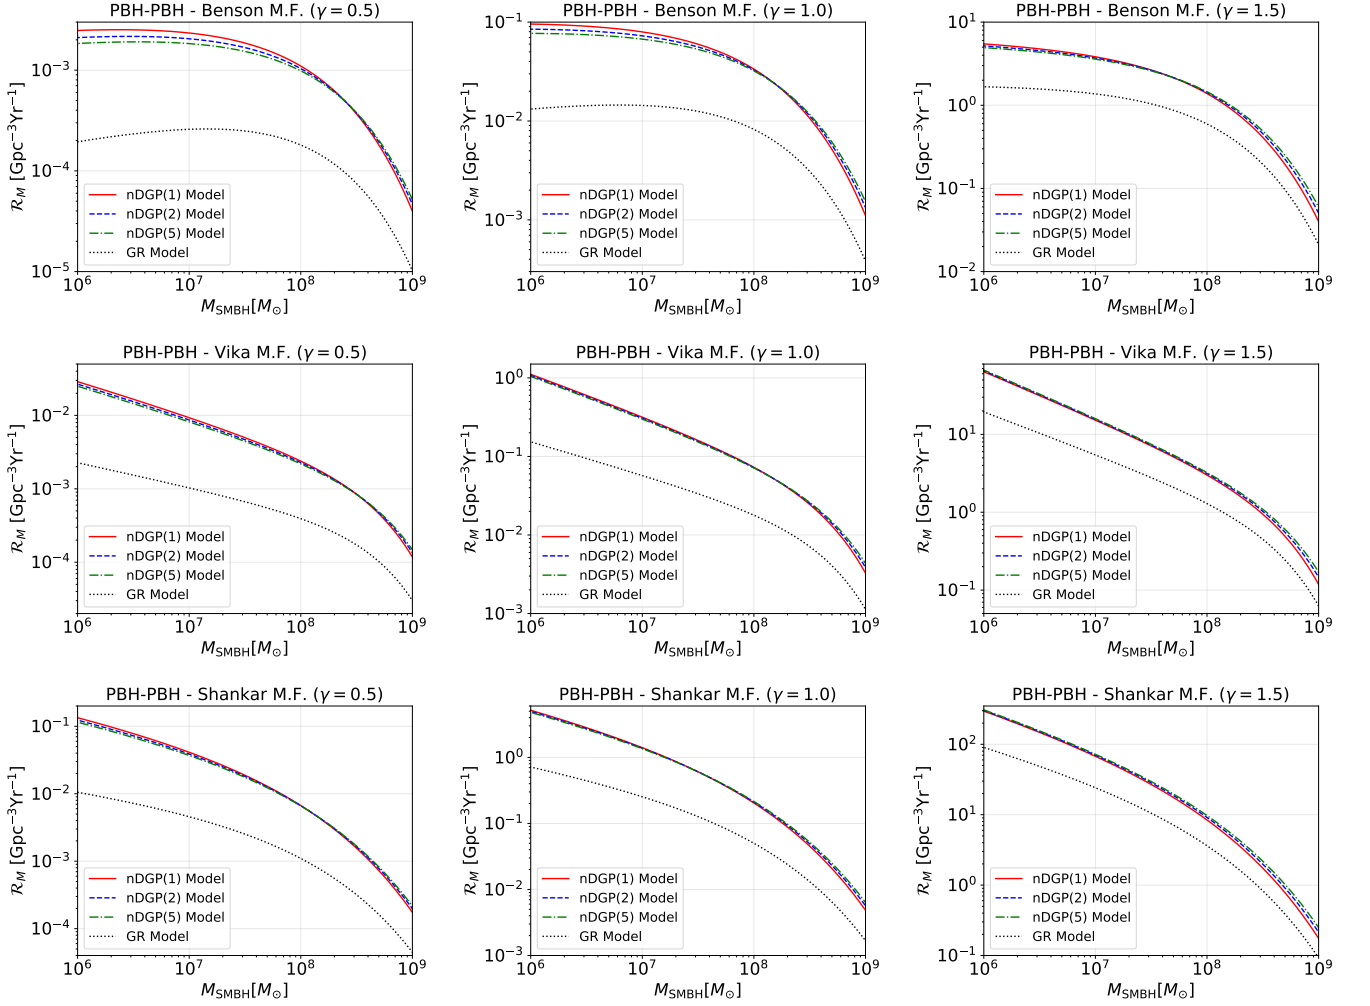 PBH-PBH - Benson M.F. (γ = 0.5)
10⁻³
10⁻⁴
10⁻⁵
ℛ_M [Gpc⁻³Yr⁻¹]
nDGP(1) Model
nDGP(2) Model
nDGP(5) Model
GR Model
10⁶ 10⁷ 10⁸ 10⁹
M_SMBH[M_⊙]
PBH-PBH - Benson M.F. (γ = 1.0)
10⁻¹
10⁻²
10⁻³
ℛ_M [Gpc⁻³Yr⁻¹]
nDGP(1) Model
nDGP(2) Model
nDGP(5) Model
GR Model
10⁶ 10⁷ 10⁸ 10⁹
M_SMBH[M_⊙]
PBH-PBH - Benson M.F. (γ = 1.5)
10¹
10⁰
10⁻¹
10⁻²
ℛ_M [Gpc⁻³Yr⁻¹]
nDGP(1) Model
nDGP(2) Model
nDGP(5) Model
GR Model
10⁶ 10⁷ 10⁸ 10⁹
M_SMBH[M_⊙]
PBH-PBH - Vika M.F. (γ = 0.5)
10⁻²
10⁻³
10⁻⁴
ℛ_M [Gpc⁻³Yr⁻¹]
nDGP(1) Model
nDGP(2) Model
nDGP(5) Model
GR Model
10⁶ 10⁷ 10⁸ 10⁹
M_SMBH[M_⊙]
PBH-PBH - Vika M.F. (γ = 1.0)
10⁰
10⁻¹
10⁻²
10⁻³
ℛ_M [Gpc⁻³Yr⁻¹]
nDGP(1) Model
nDGP(2) Model
nDGP(5) Model
GR Model
10⁶ 10⁷ 10⁸ 10⁹
M_SMBH[M_⊙]
PBH-PBH - Vika M.F. (γ = 1.5)
10¹
10⁰
10⁻¹
ℛ_M [Gpc⁻³Yr⁻¹]
nDGP(1) Model
nDGP(2) Model
nDGP(5) Model
GR Model
10⁶ 10⁷ 10⁸ 10⁹
M_SMBH[M_⊙]
PBH-PBH - Shankar M.F. (γ = 0.5)
10⁻¹
10⁻²
10⁻³
10⁻⁴
ℛ_M [Gpc⁻³Yr⁻¹]
nDGP(1) Model
nDGP(2) Model
nDGP(5) Model
GR Model
10⁶ 10⁷ 10⁸ 10⁹
M_SMBH[M_⊙]
PBH-PBH - Shankar M.F. (γ = 1.0)
10⁰
10⁻¹
10⁻²
10⁻³
ℛ_M [Gpc⁻³Yr⁻¹]
nDGP(1) Model
nDGP(2) Model
nDGP(5) Model
GR Model
10⁶ 10⁷ 10⁸ 10⁹
M_SMBH[M_⊙]
PBH-PBH - Shankar M.F. (γ = 1.5)
10²
10¹
10⁰
10⁻¹
ℛ_M [Gpc⁻³Yr⁻¹]
nDGP(1) Model
nDGP(2) Model
nDGP(5) Model
GR Model
10⁶ 10⁷ 10⁸ 10⁹
M_SMBH[M_⊙]